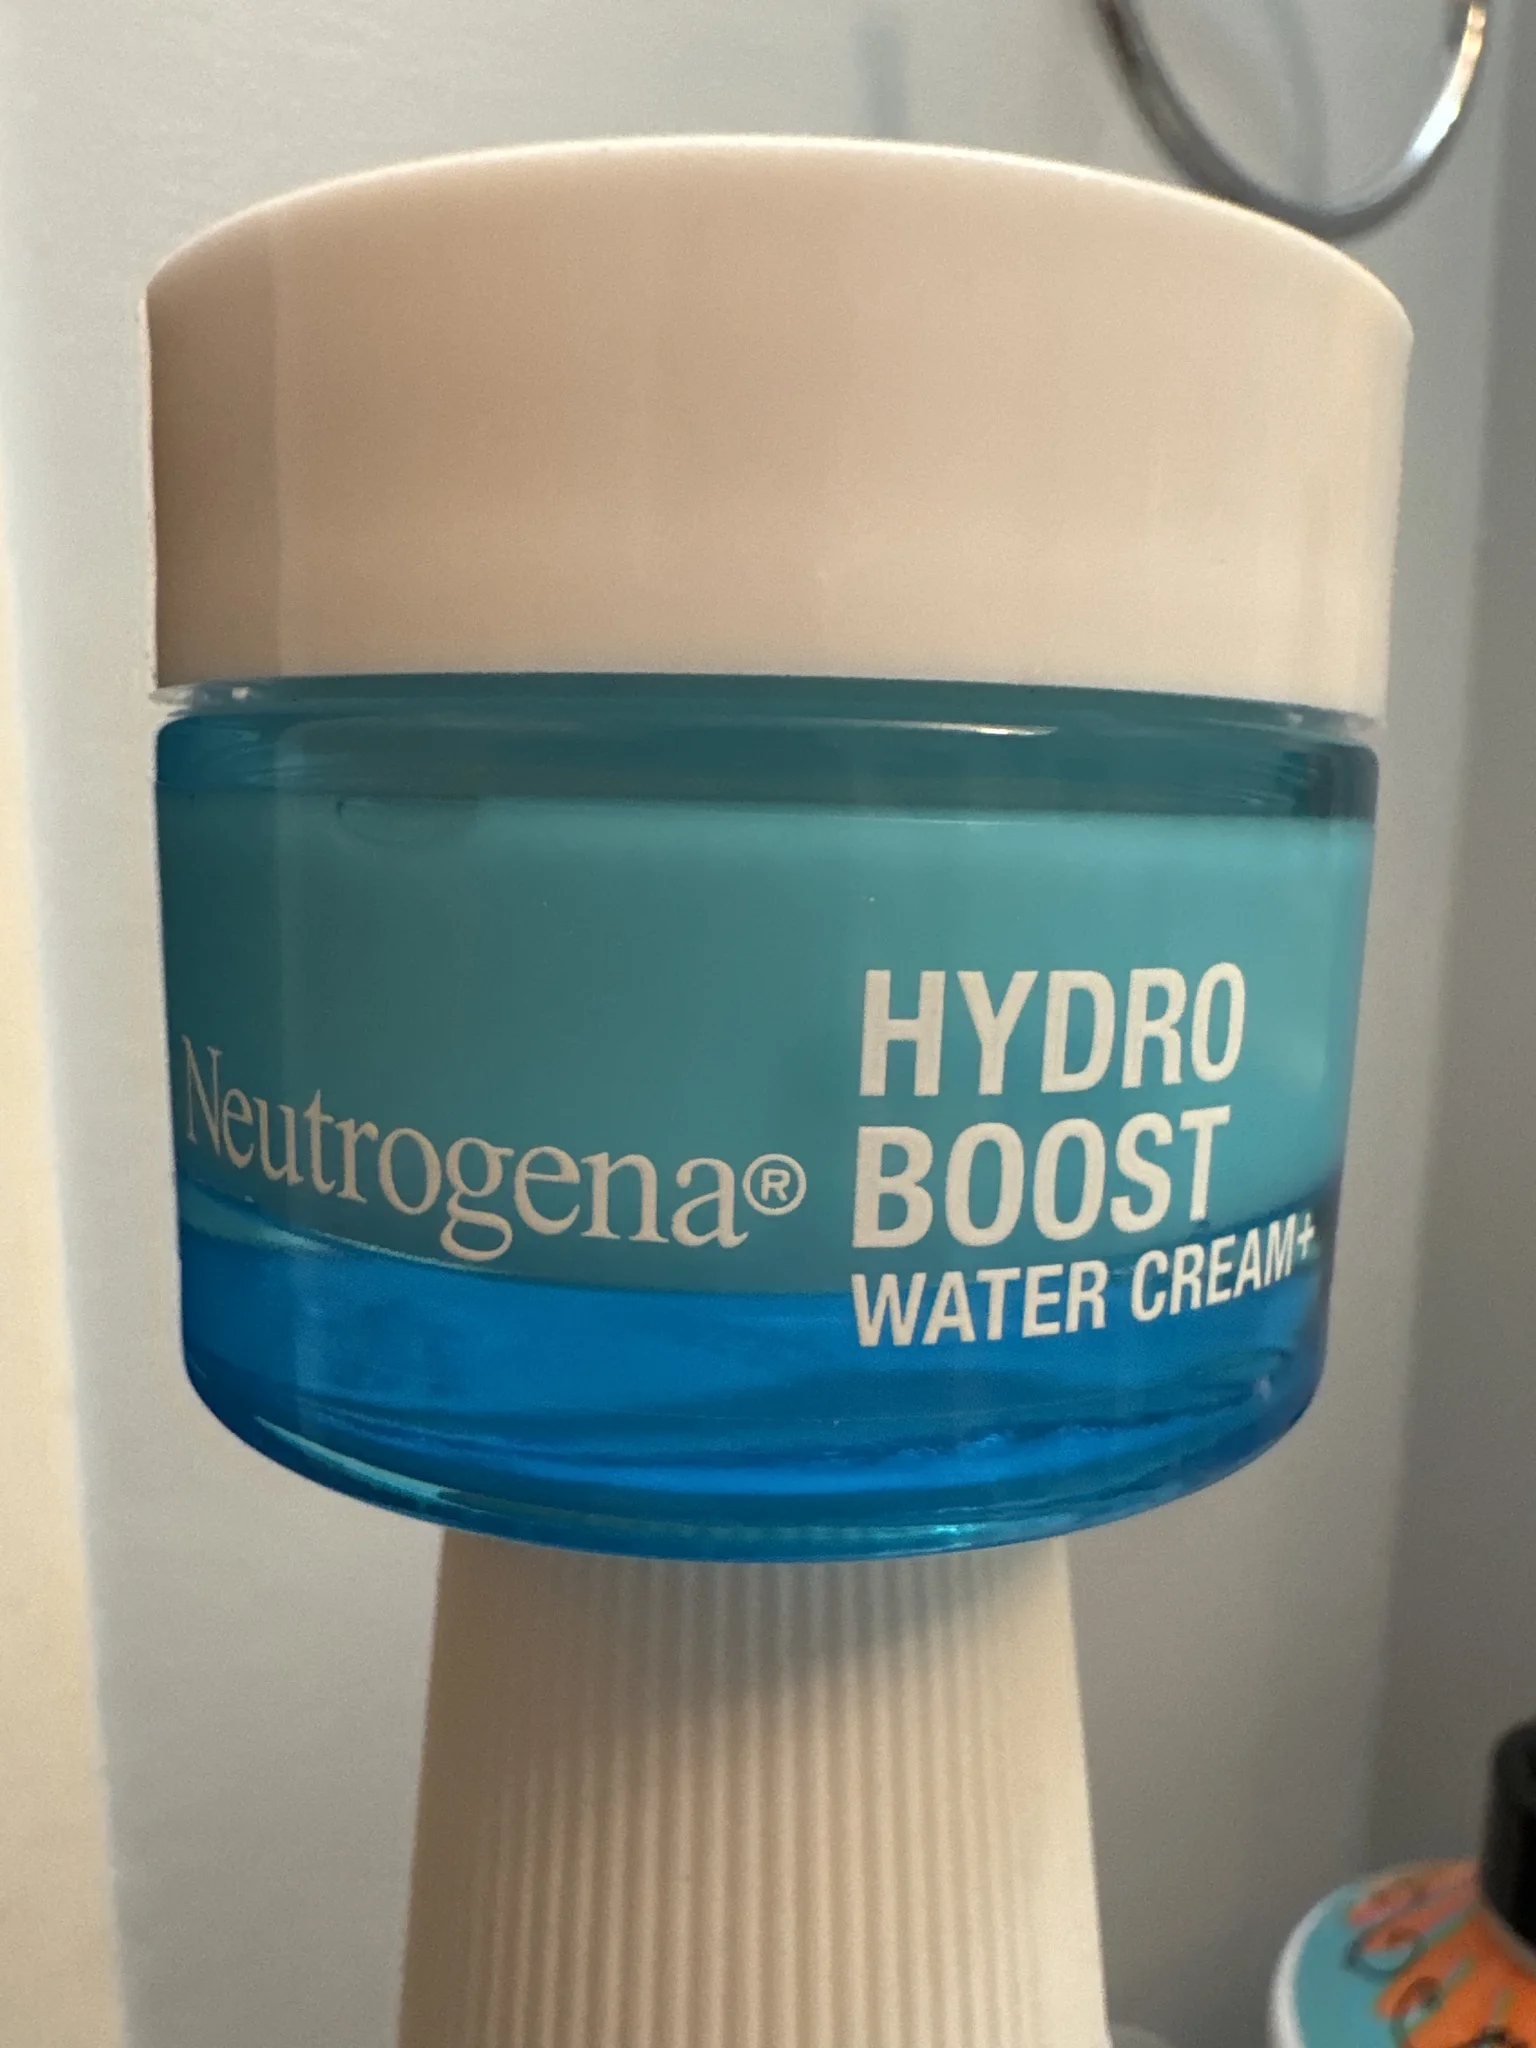 Neutrogena®
HYDRO
BOOST
WATER CREAM+